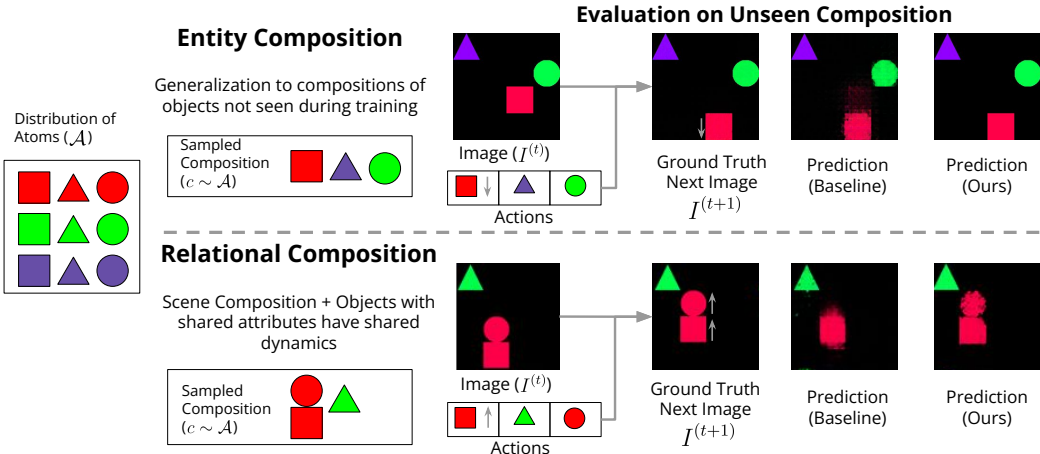 Evaluation on Unseen Composition
Entity Composition
Generalization to compositions of
objects not seen during training
Distribution of
Atoms (𝒜)
Sampled
Composition
(c ∼ 𝒜)
Image (I^(t))
Actions
Ground Truth
Next Image
I^(t+1)
Prediction
(Baseline)
Prediction
(Ours)
Relational Composition
Scene Composition + Objects with
shared attributes have shared
dynamics
Sampled
Composition
(c ∼ 𝒜)
Image (I^(t))
Actions
Ground Truth
Next Image
I^(t+1)
Prediction
(Baseline)
Prediction
(Ours)